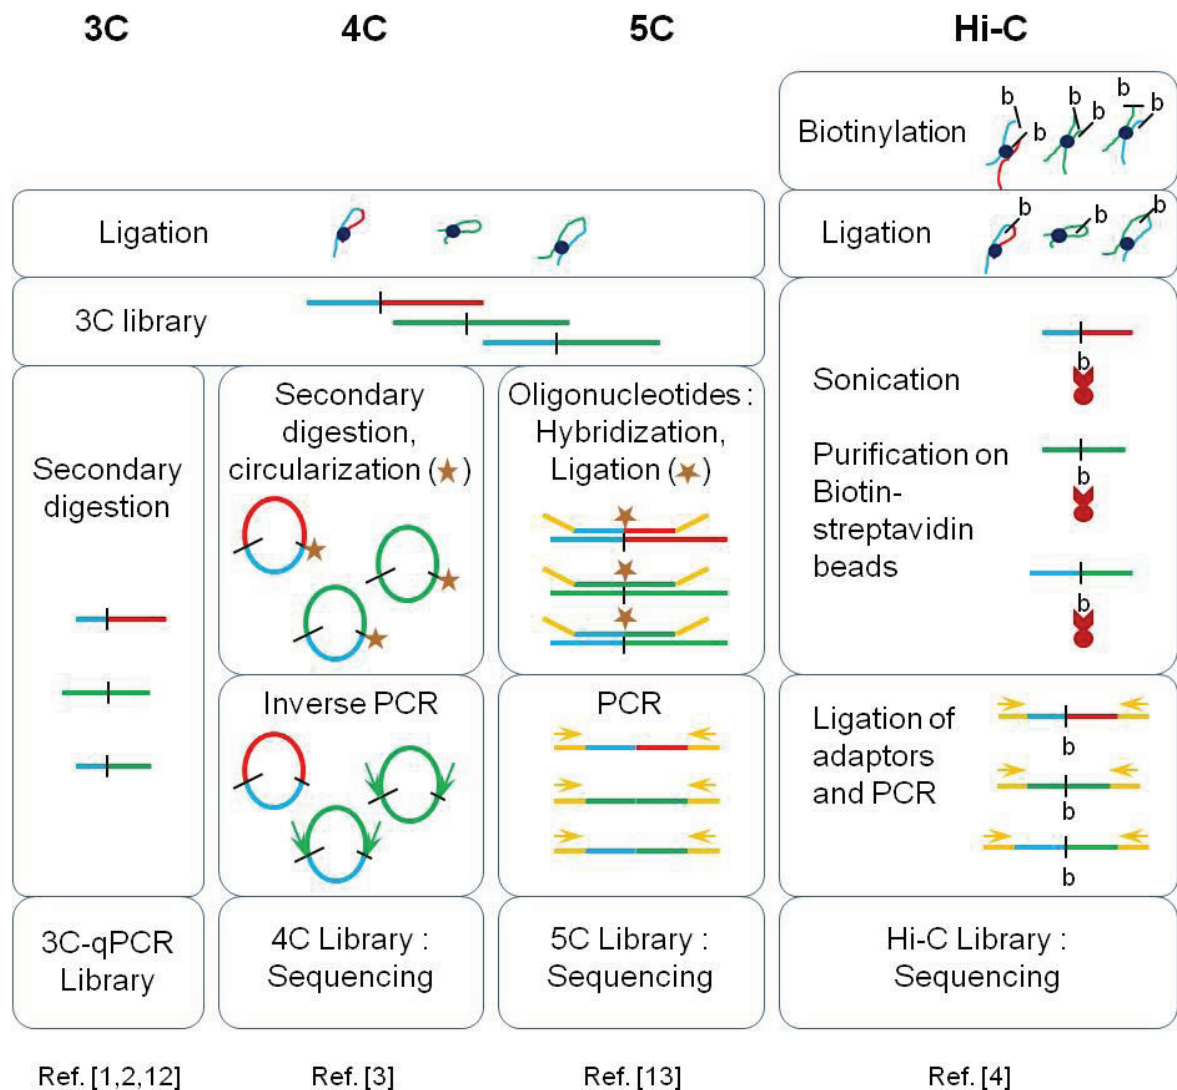 3C
4C
5C
Hi-C
Biotinylation
b
b
b
b
b
b
Ligation
Ligation
b
b
b
3C library
Secondary
digestion
Secondary
digestion,
circularization (★)
Oligonucleotides :
Hybridization,
Ligation (★)
Sonication
Purification on
Biotin-
streptavidin
beads
b
b
b
Inverse PCR
PCR
Ligation of
adaptors
and PCR
b
b
b
3C-qPCR
Library
4C Library :
Sequencing
5C Library :
Sequencing
Hi-C Library :
Sequencing
Ref. [1,2,12]
Ref. [3]
Ref. [13]
Ref. [4]